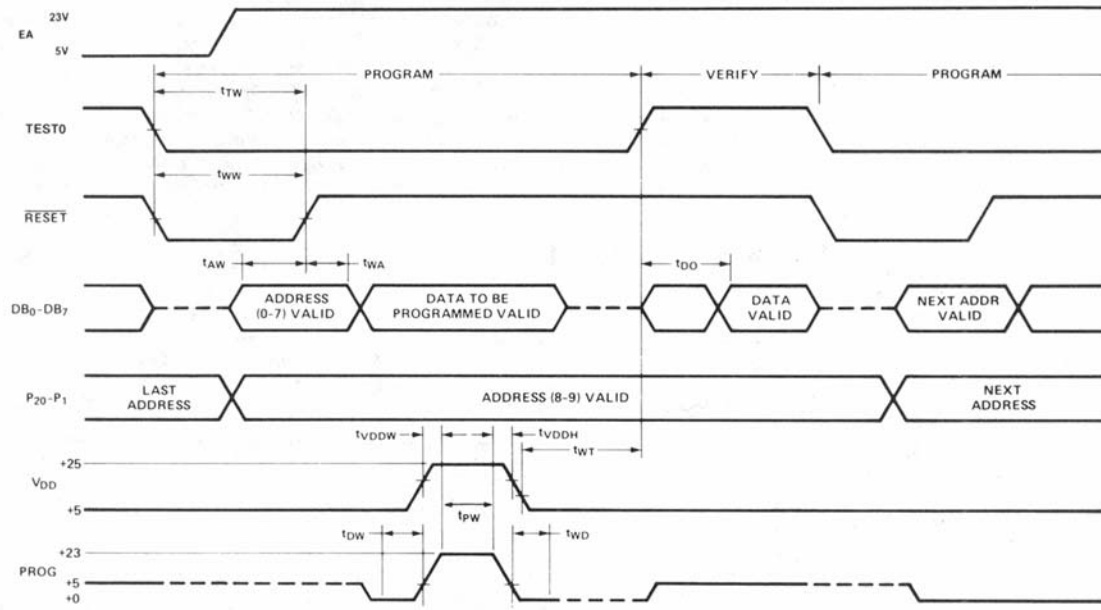 23V
EA
5V
PROGRAM
VERIFY
PROGRAM
tTW
TEST0
tWW
RESET
tAW
tWA
tDO
DB0-DB7
ADDRESS
(0-7) VALID
DATA TO BE
PROGRAMMED VALID
DATA
VALID
NEXT ADDR
VALID
P20-P1
LAST
ADDRESS
ADDRESS (8-9) VALID
NEXT
ADDRESS
tVDDW
tVDDH
tWT
+25
VDD
+5
tPW
tDW
tWD
+23
PROG
+5
+0